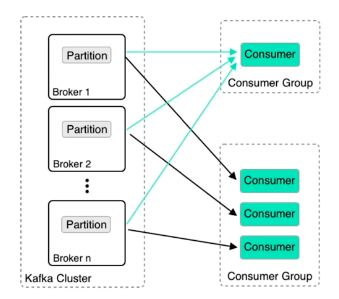 Partition
Broker 1
Partition
Broker 2
Partition
Broker n
Kafka Cluster
Consumer
Consumer Group
Consumer
Consumer
Consumer
Consumer Group